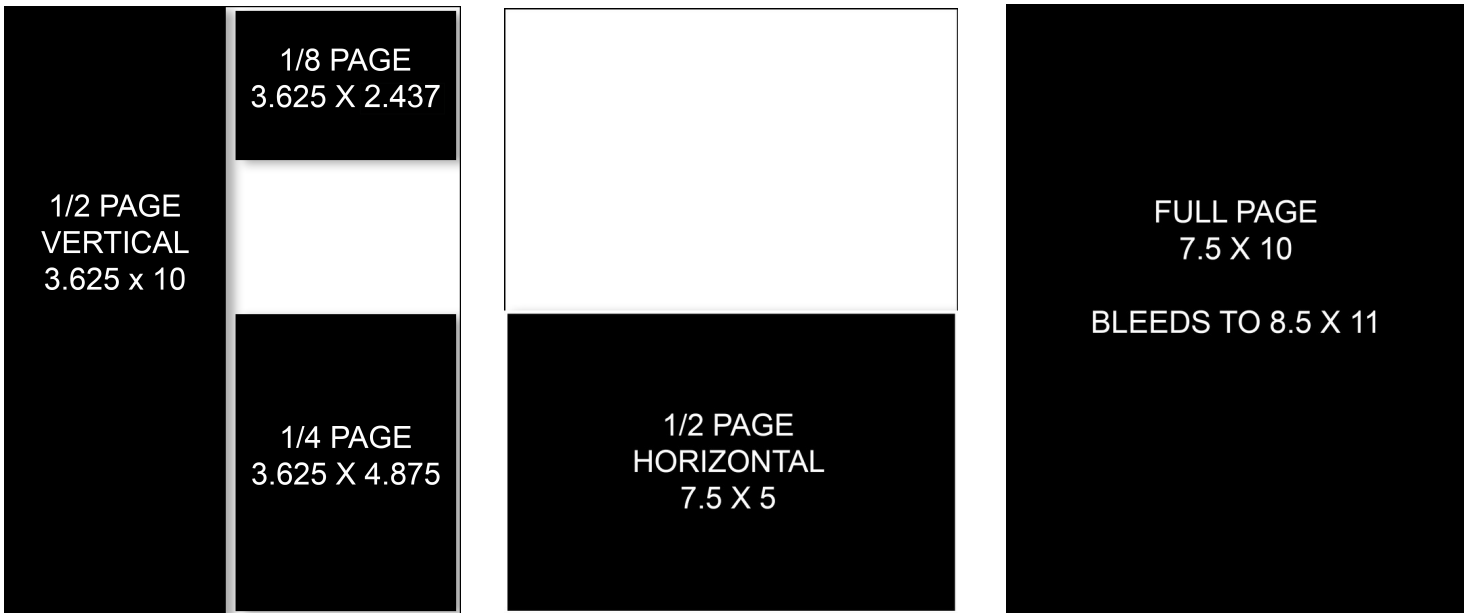 1/2 PAGE
VERTICAL
3.625 x 10
1/8 PAGE
3.625 X 2.437
1/4 PAGE
3.625 X 4.875
1/2 PAGE
HORIZONTAL
7.5 X 5
FULL PAGE
7.5 X 10
BLEEDS TO 8.5 X 11